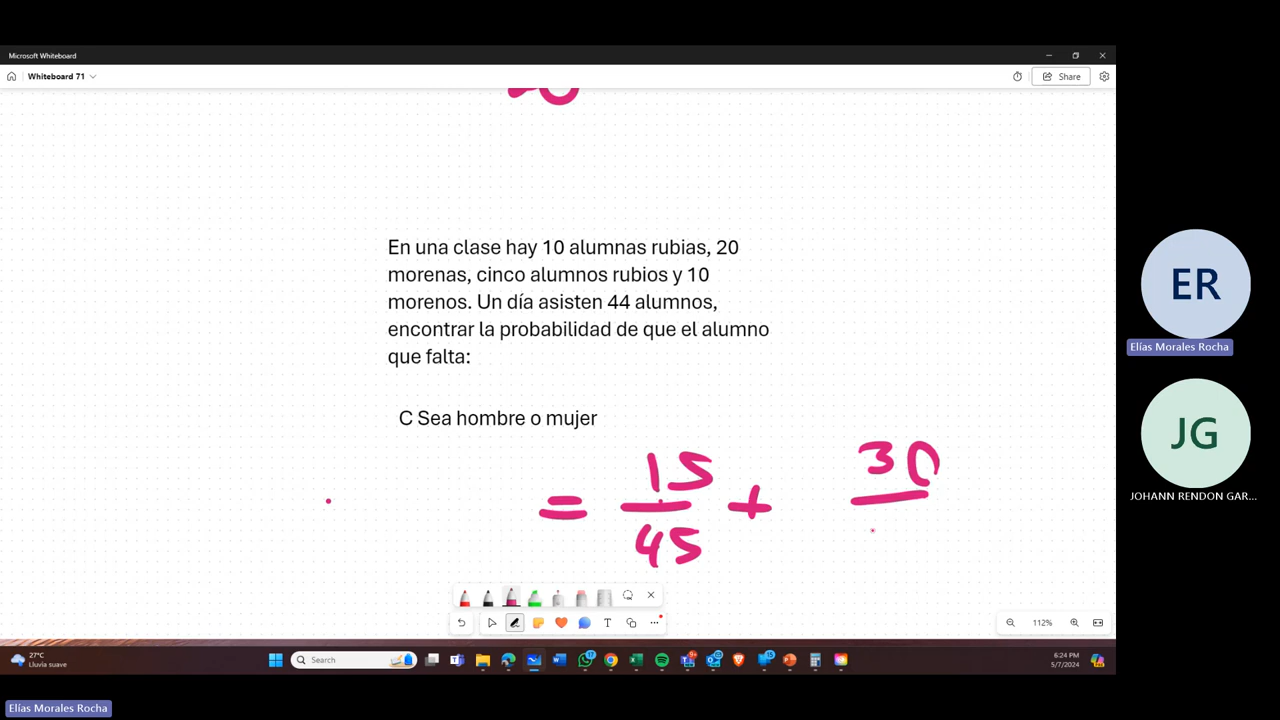 Microsoft Whiteboard
Whiteboard 71
Share
En una clase hay 10 alumnas rubias, 20
morenas, cinco alumnos rubios y 10
morenos. Un día asisten 44 alumnos,
encontrar la probabilidad de que el alumno
que falta:
C Sea hombre o mujer
= 15/45 + 30/
ER
Elías Morales Rocha
JG
JOHANN RENDON GAR...
112%
27°C
Lluvia suave
Search
6:24 PM
5/7/2024
Elías Morales Rocha